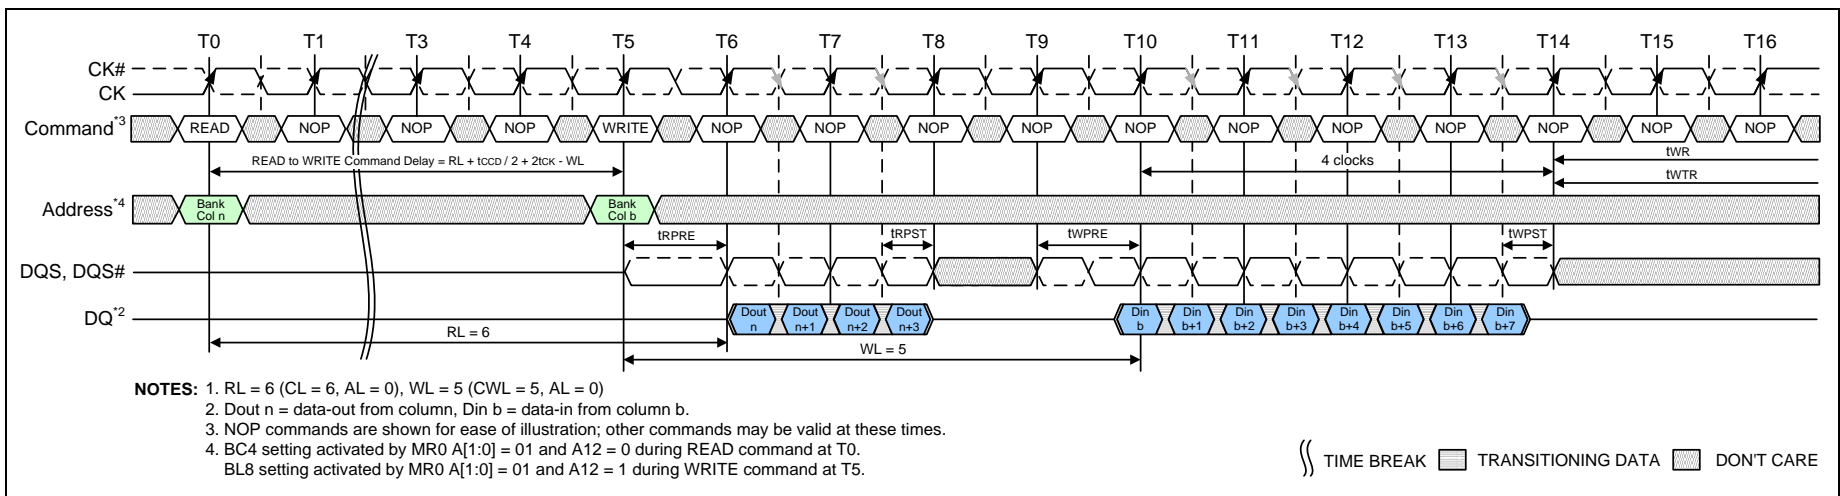 T0 T1 T3 T4 T5 T6 T7 T8 T9 T10 T11 T12 T13 T14 T15 T16
CK#
CK
Command*3 READ NOP NOP NOP WRITE NOP NOP NOP NOP NOP NOP NOP NOP NOP NOP NOP
READ to WRITE Command Delay = RL + tCCD / 2 + 2tCK - WL
4 clocks
tWR
tWTR
Address*4
Bank Col n
Bank Col b
tRPRE tRPST tWPRE tWPST
DQS, DQS#
DQ*2
Dout n
Dout n+1
Dout n+2
Dout n+3
Din b
Din b+1
Din b+2
Din b+3
Din b+4
Din b+5
Din b+6
Din b+7
RL = 6
WL = 5
NOTES: 1. RL = 6 (CL = 6, AL = 0), WL = 5 (CWL = 5, AL = 0)
2. Dout n = data-out from column, Din b = data-in from column b.
3. NOP commands are shown for ease of illustration; other commands may be valid at these times.
4. BC4 setting activated by MR0 A[1:0] = 01 and A12 = 0 during READ command at T0.
BL8 setting activated by MR0 A[1:0] = 01 and A12 = 1 during WRITE command at T5.
TIME BREAK TRANSITIONING DATA DON'T CARE